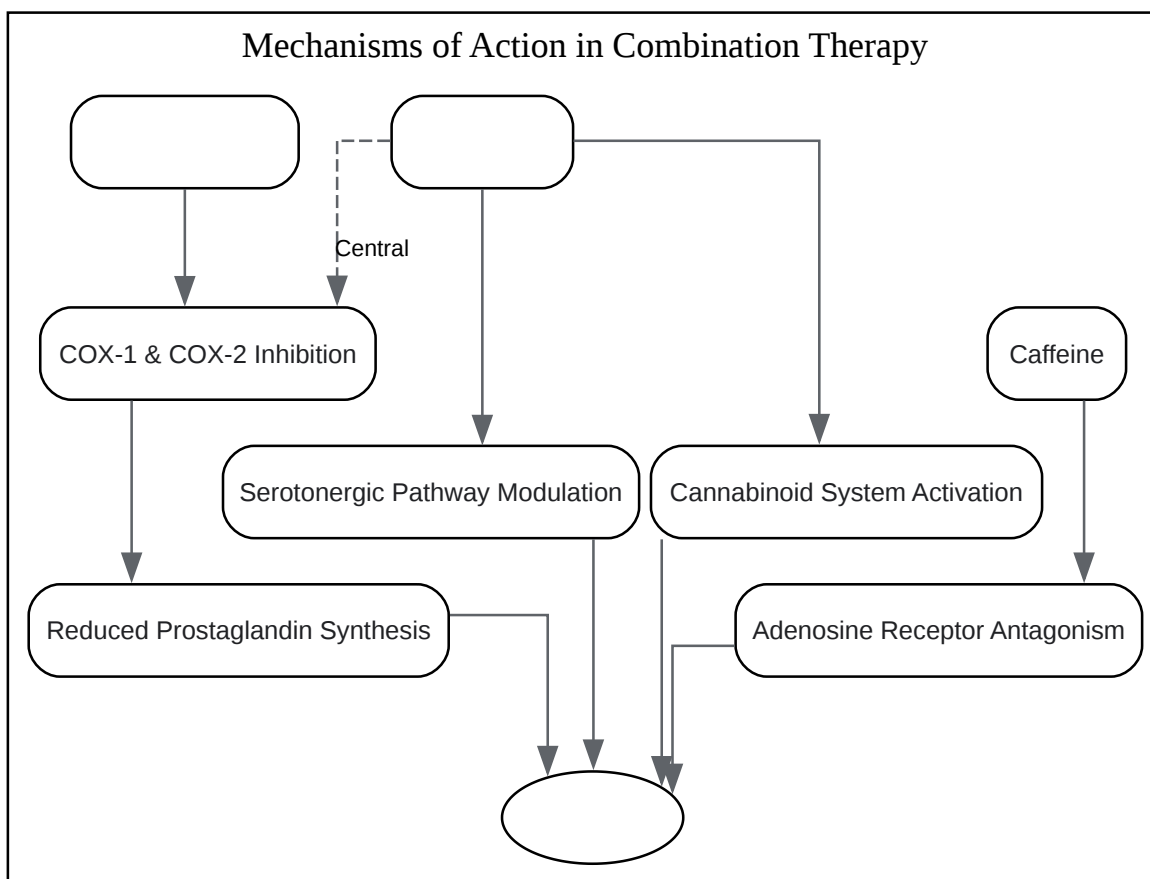 Mechanisms of Action in Combination Therapy
Central
COX-1 & COX-2 Inhibition
Caffeine
Serotonergic Pathway Modulation
Cannabinoid System Activation
Reduced Prostaglandin Synthesis
Adenosine Receptor Antagonism